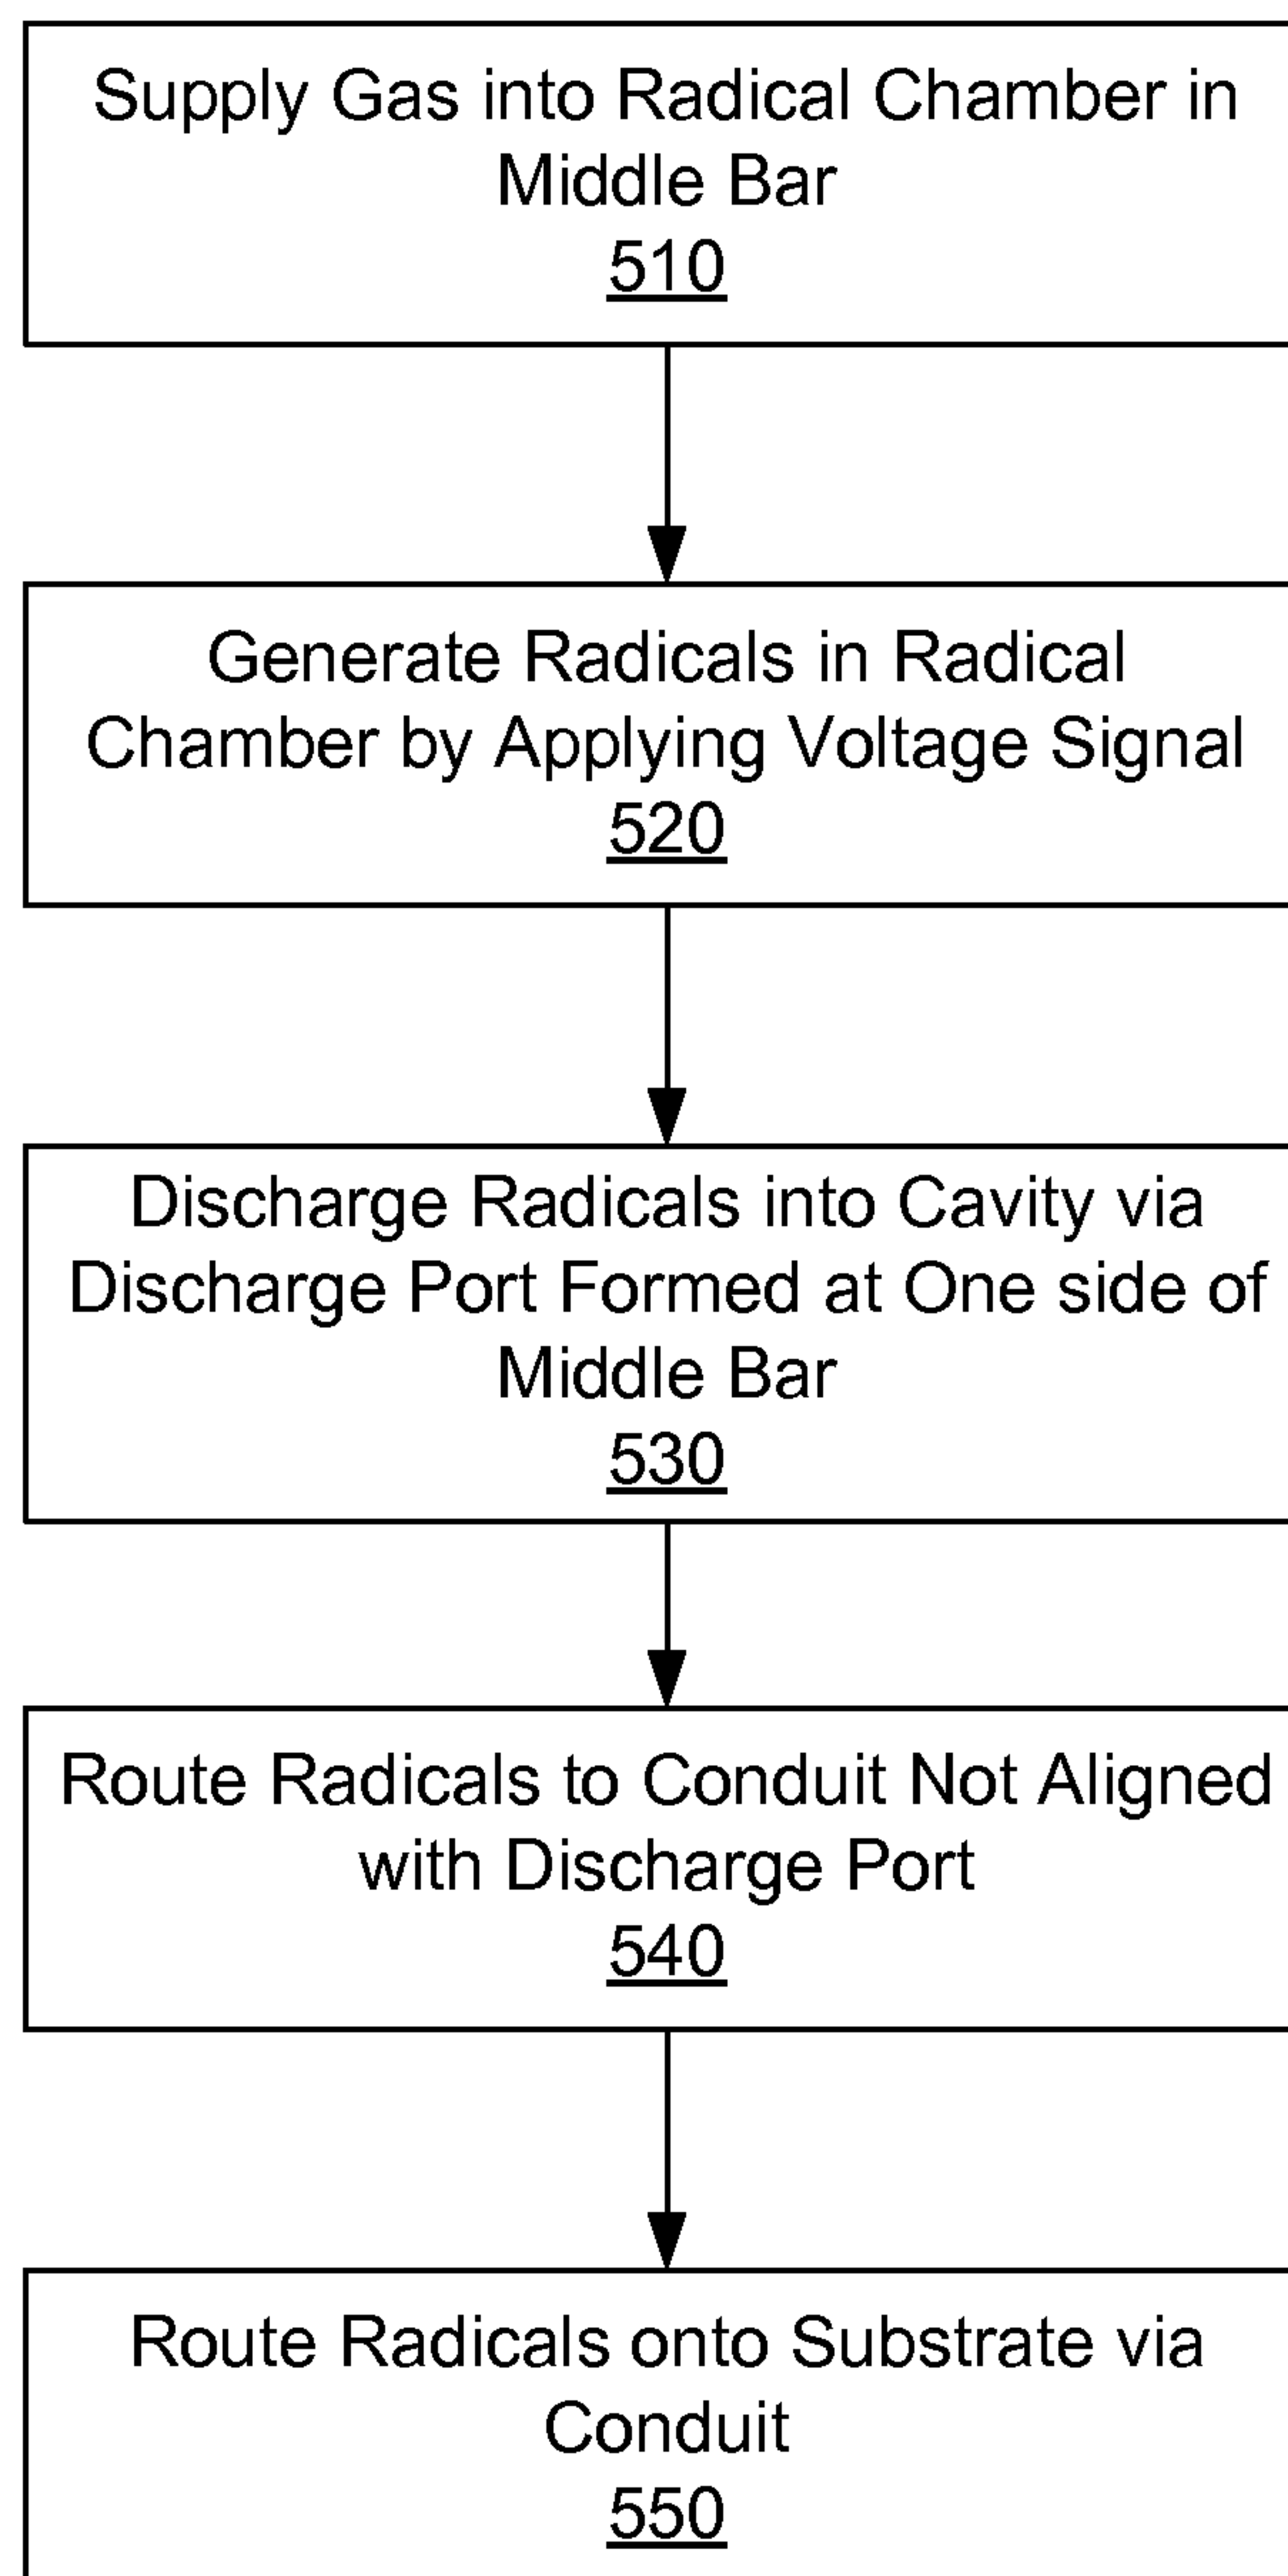 Supply Gas into Radical Chamber in
Middle Bar
510
Generate Radicals in Radical
Chamber by Applying Voltage Signal
520
Discharge Radicals into Cavity via
Discharge Port Formed at One side of
Middle Bar
530
Route Radicals to Conduit Not Aligned
with Discharge Port
540
Route Radicals onto Substrate via
Conduit
550